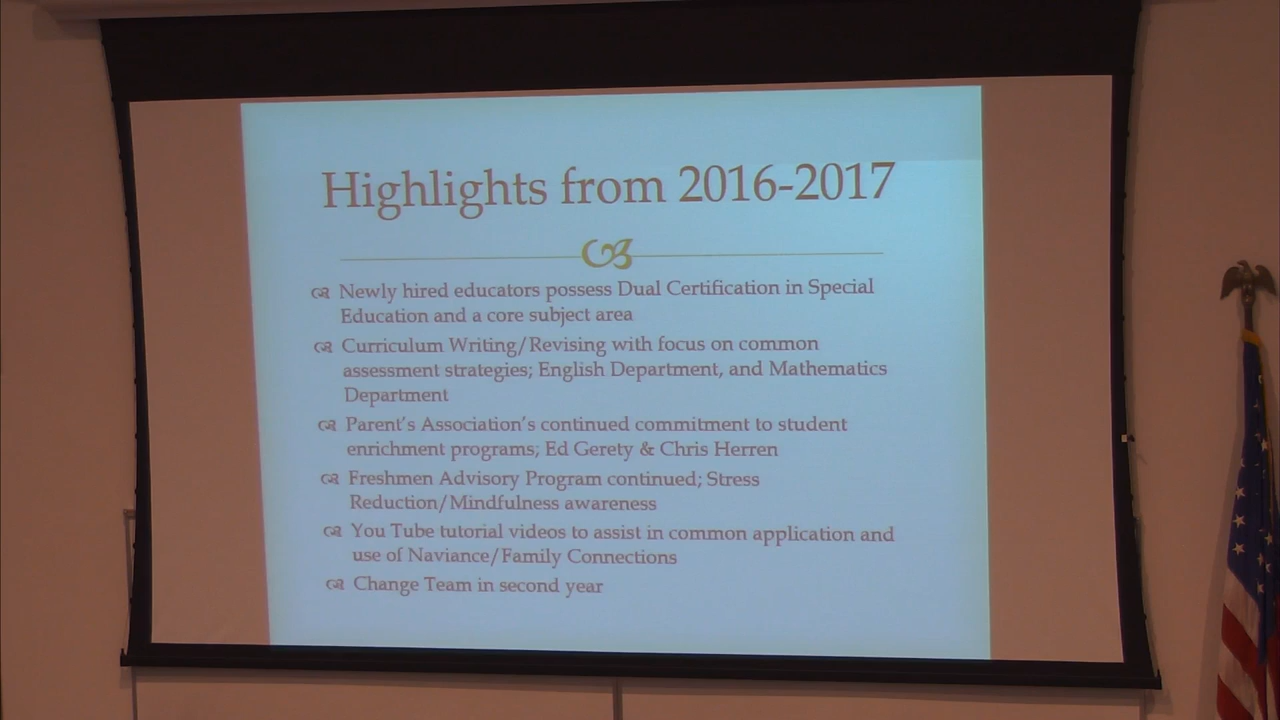 Highlights from 2016-2017
Newly hired educators possess Dual Certification in Special
Education and a core subject area
Curriculum Writing/Revising with focus on common
assessment strategies; English Department, and Mathematics
Department
Parent's Association's continued commitment to student
enrichment programs; Ed Gerety & Chris Herren
Freshmen Advisory Program continued; Stress
Reduction/Mindfulness awareness
You Tube tutorial videos to assist in common application and
use of Naviance/Family Connections
Change Team in second year